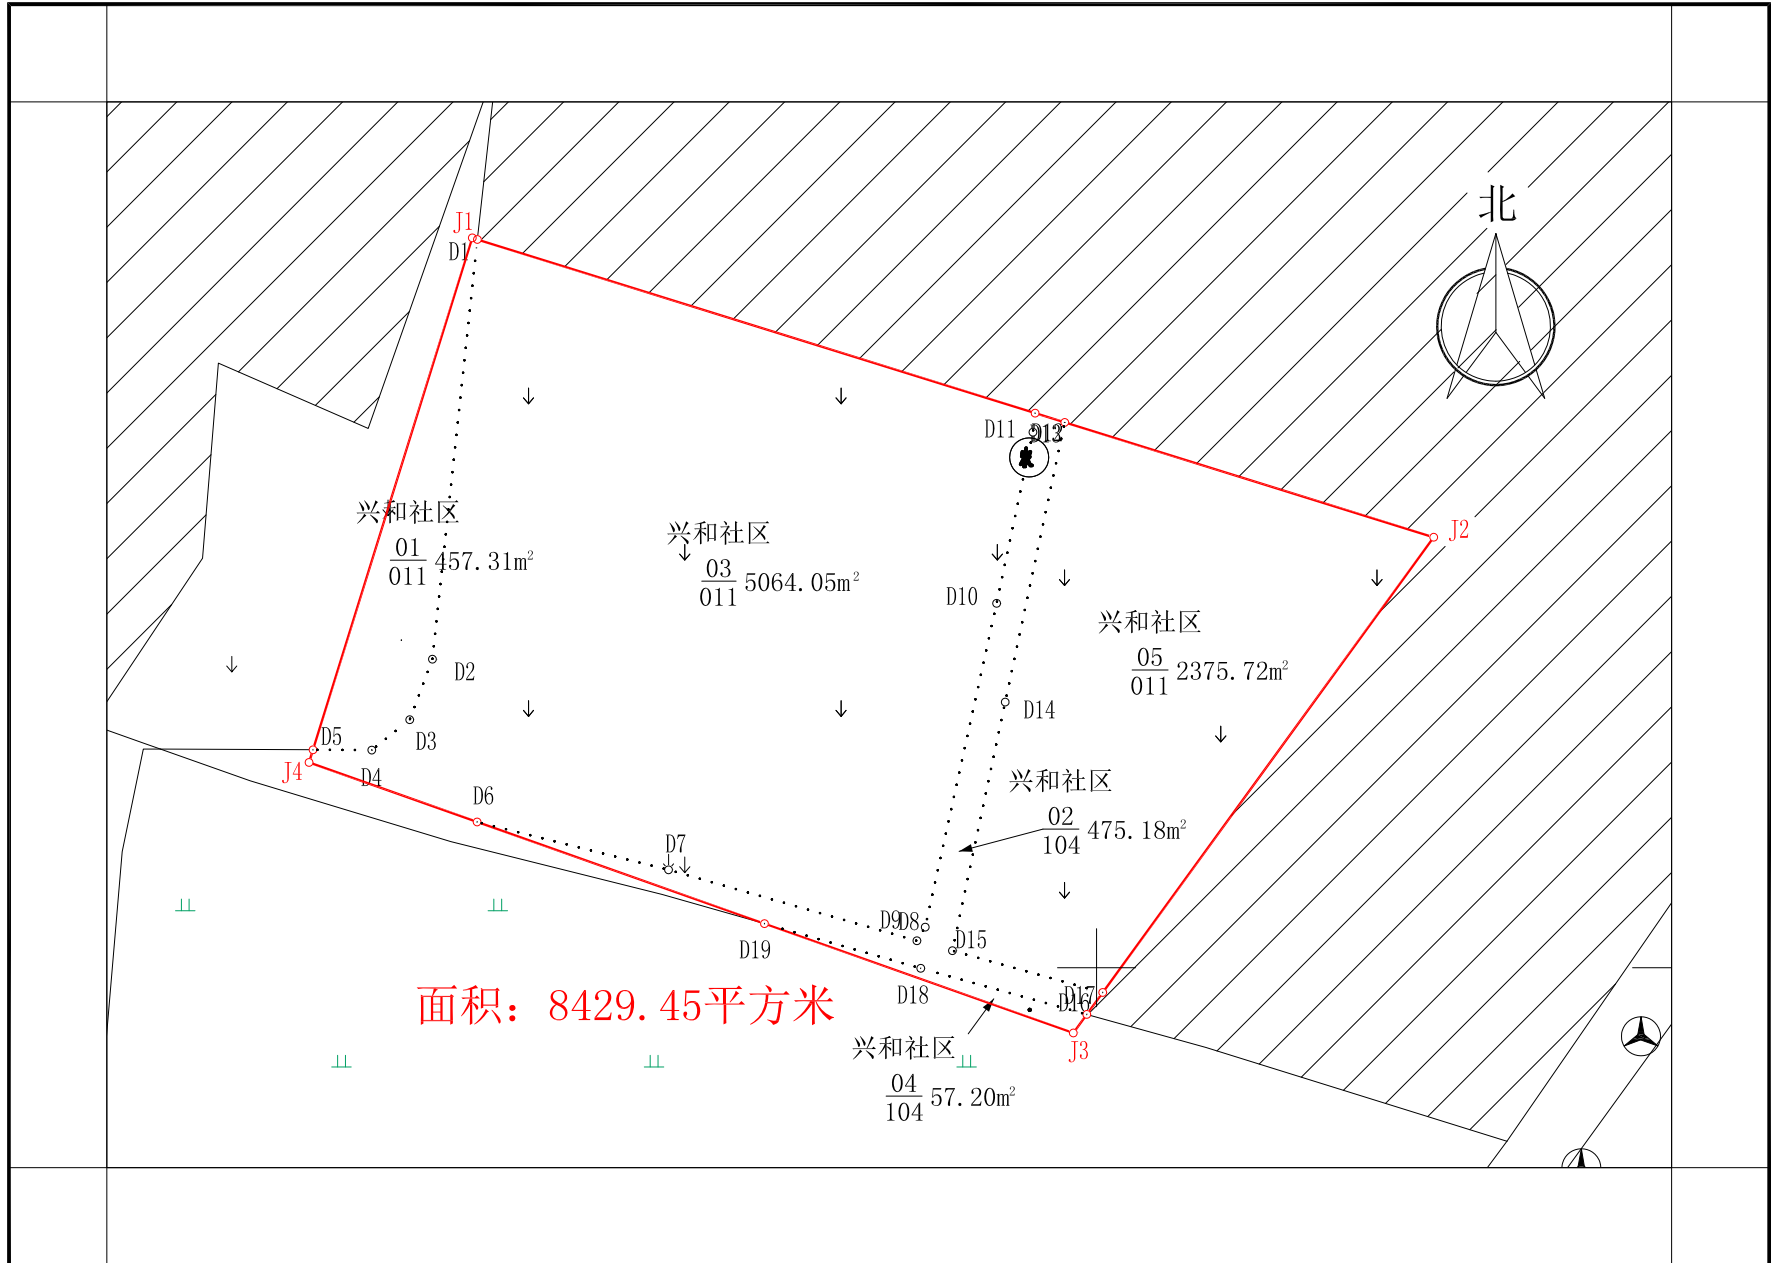 北
J1
D1
D11
D12
D13
J2
兴和社区
01
011
457.31m²
兴和社区
03
011
5064.05m²
D10
兴和社区
05
011
2375.72m²
D2
D14
D3
D5
J4
D4
D6
兴和社区
02
104
475.18m²
D7
D9
D8
D15
D19
D18
D17
D16
面积：8429.45平方米
J3
兴和社区
04
104
57.20m²